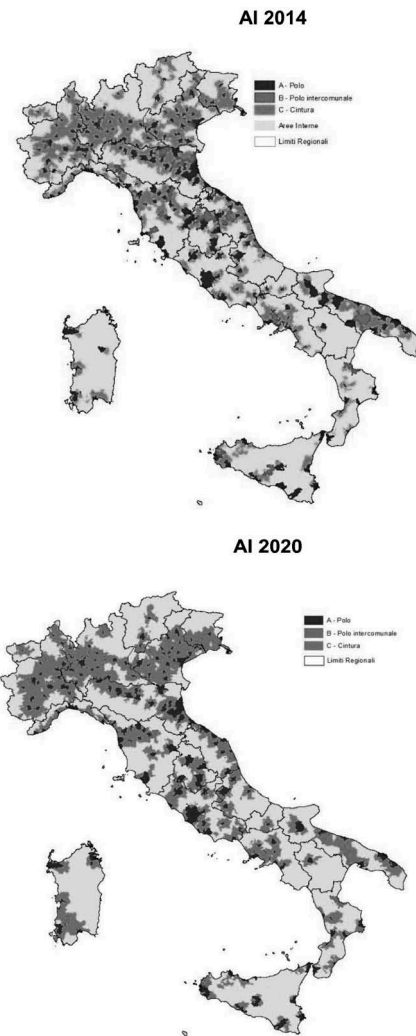 AI 2014
A - Polo
B - Polo intercomunale
C - Cintura
Aree Interne
Limiti Regionali
AI 2020
A - Polo
B - Polo intercomunale
C - Cintura
Limiti Regionali